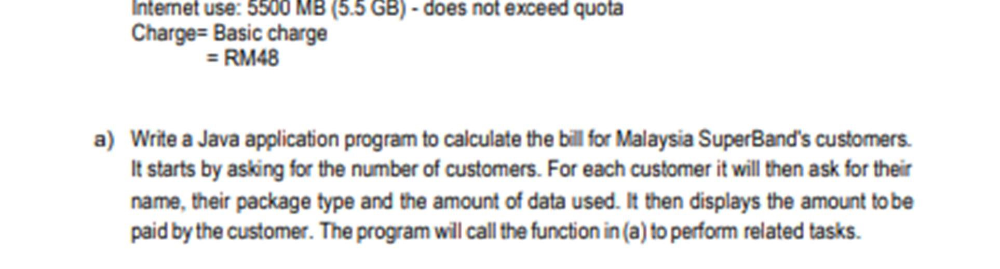 Internet use: 5500 MB (5.5 GB) - does not exceed quota
Charge= Basic charge
= RM48
a) Write a Java application program to calculate the bill for Malaysia SuperBand's customers.
It starts by asking for the number of customers. For each customer it will then ask for their
name, their package type and the amount of data used. It then displays the amount to be
paid by the customer. The program will call the function in (a) to perform related tasks.